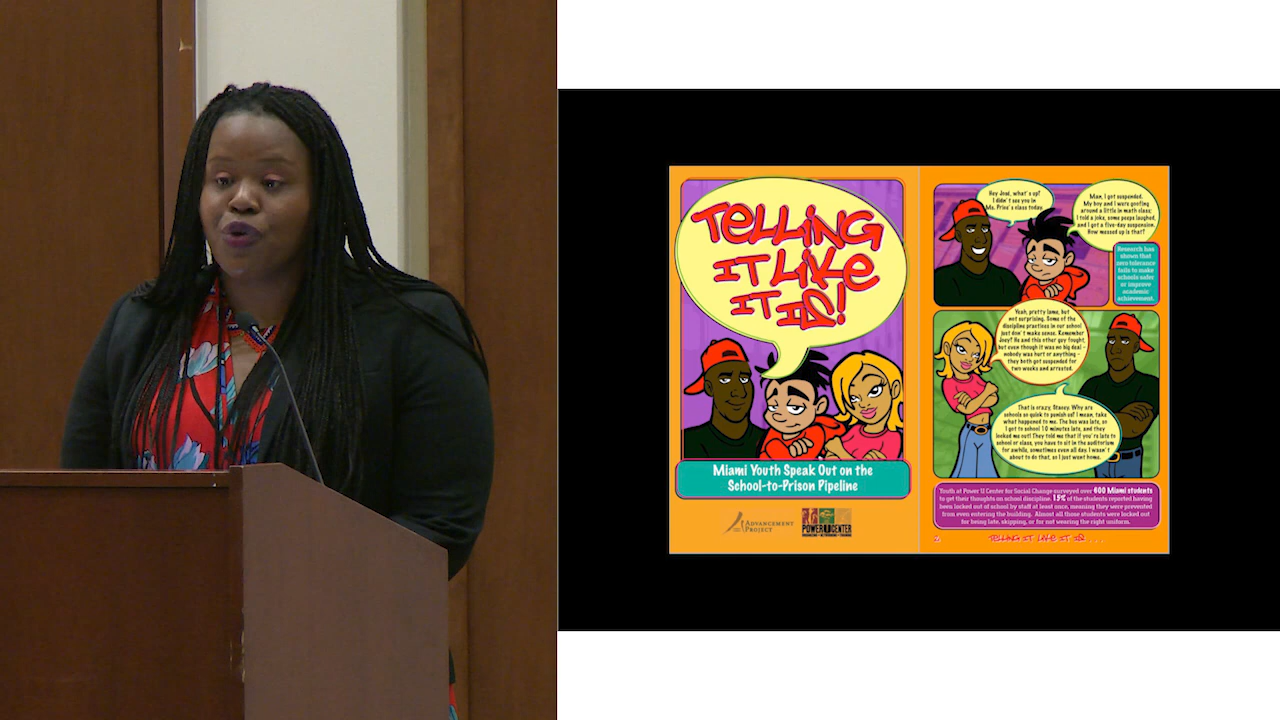 TELLING
IT LIKE
IT IS!
Miami Youth Speak Out on the
School-to-Prison Pipeline
ADVANCEMENT
PROJECT
POWER U CENTER
Hey José, what's up?
I didn't see you in
Ms. Price's class today.
Man, I got suspended.
My boy and I were goofing
around a little in math class;
I told a joke, some peeps laughed,
and I got a five-day suspension.
How messed up is that?
Research has
shown that
zero tolerance
fails to make
schools safer
or improve
academic
achievement.
Yeah, pretty lame, but
not surprising. Some of the
discipline practices in our school
just don't make sense. Remember
Joey? He and this other guy fought,
but even though it was no big deal –
nobody was hurt or anything –
they both got suspended for
two weeks and arrested.
That is crazy, Stacey. Why are
schools so quick to punish us? I mean, take
what happened to me. The bus was late, so
I got to school 10 minutes late, and they
locked me out! They told me that if you're late to
school or class, you have to sit in the auditorium
for awhile, sometimes even all day. I wasn't
about to do that, so I just went home.
Youth at Power U Center for Social Change surveyed over 600 Miami students
to get their thoughts on school discipline. 15% of the students reported having
been locked out of school by staff at least once, meaning they were prevented
from even entering the building. Almost all those students were locked out
for being late, skipping, or for not wearing the right uniform.
TELLING IT LIKE IT IS . . .